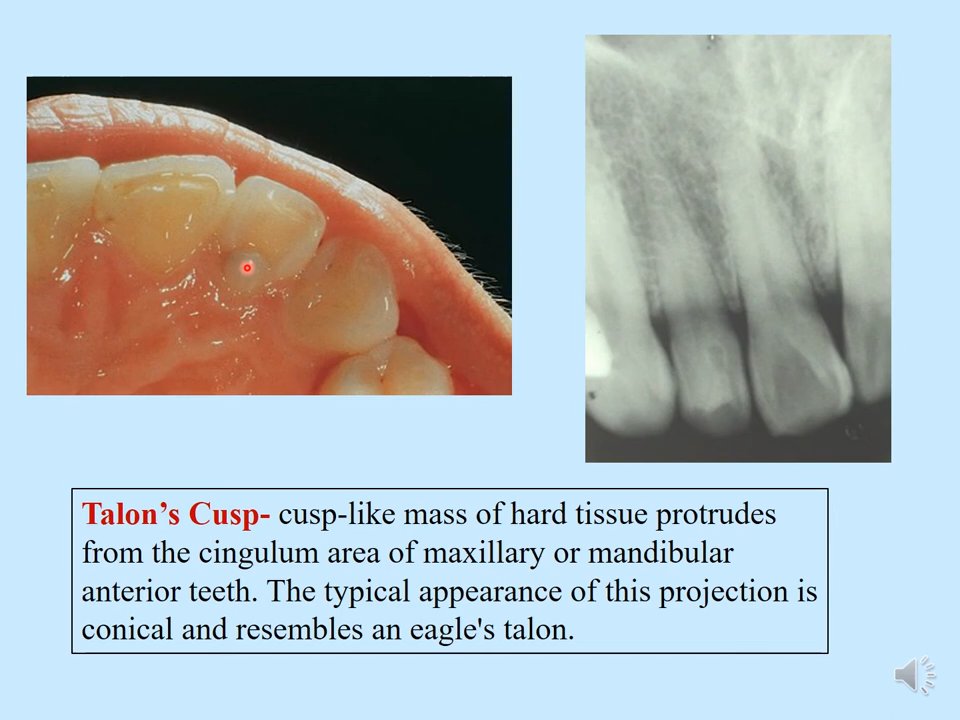 Talon’s Cusp- cusp-like mass of hard tissue protrudes
from the cingulum area of maxillary or mandibular
anterior teeth. The typical appearance of this projection is
conical and resembles an eagle's talon.